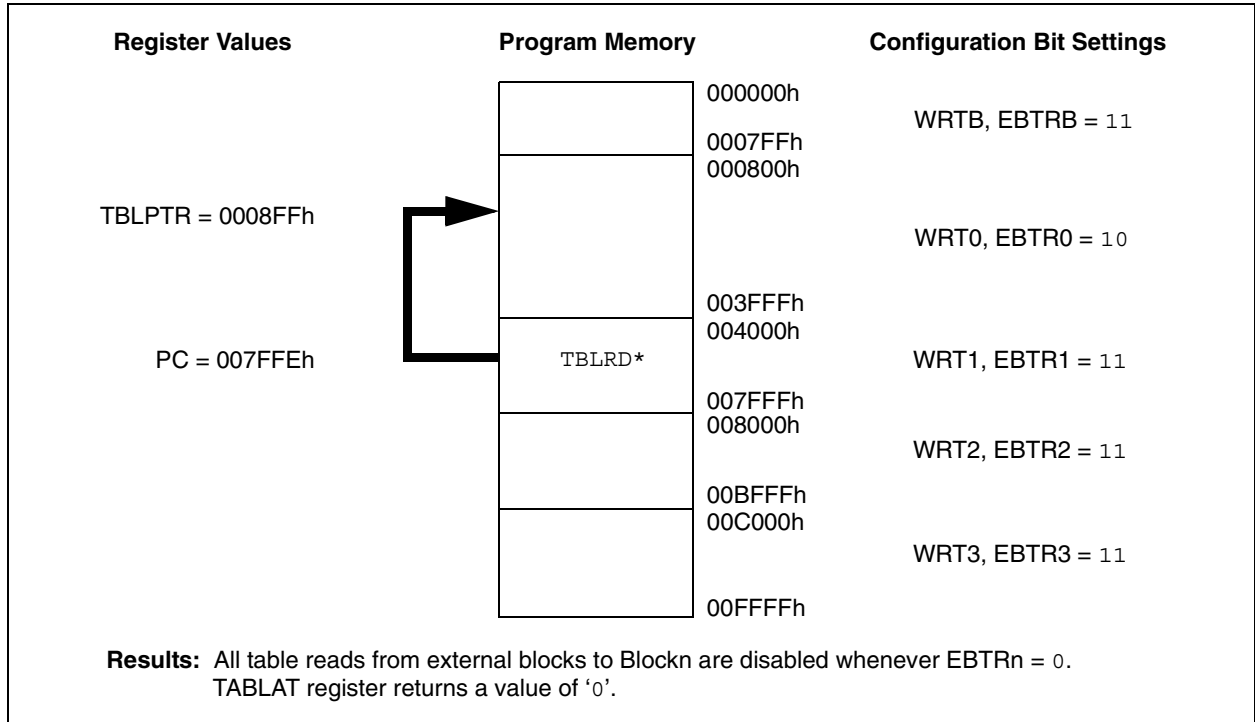 Register Values Program Memory Configuration Bit Settings
000000h
WRTB, EBTRB = 11
0007FFh
000800h
TBLPTR = 0008FFh
WRT0, EBTR0 = 10
003FFFh
004000h
PC = 007FFEh TBLRD* WRT1, EBTR1 = 11
007FFFh
008000h
WRT2, EBTR2 = 11
00BFFFh
00C000h
WRT3, EBTR3 = 11
00FFFFh
Results: All table reads from external blocks to Blockn are disabled whenever EBTRn = 0.
TABLAT register returns a value of ‘0’.